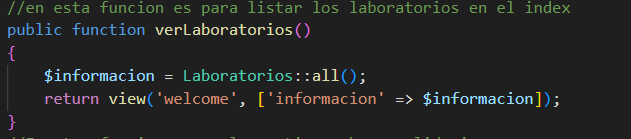 //en esta funcion es para listar los laboratorios en el index
public function verLaboratorios()
{
    $informacion = Laboratorios::all();
    return view('welcome', ['informacion' => $informacion]);
}